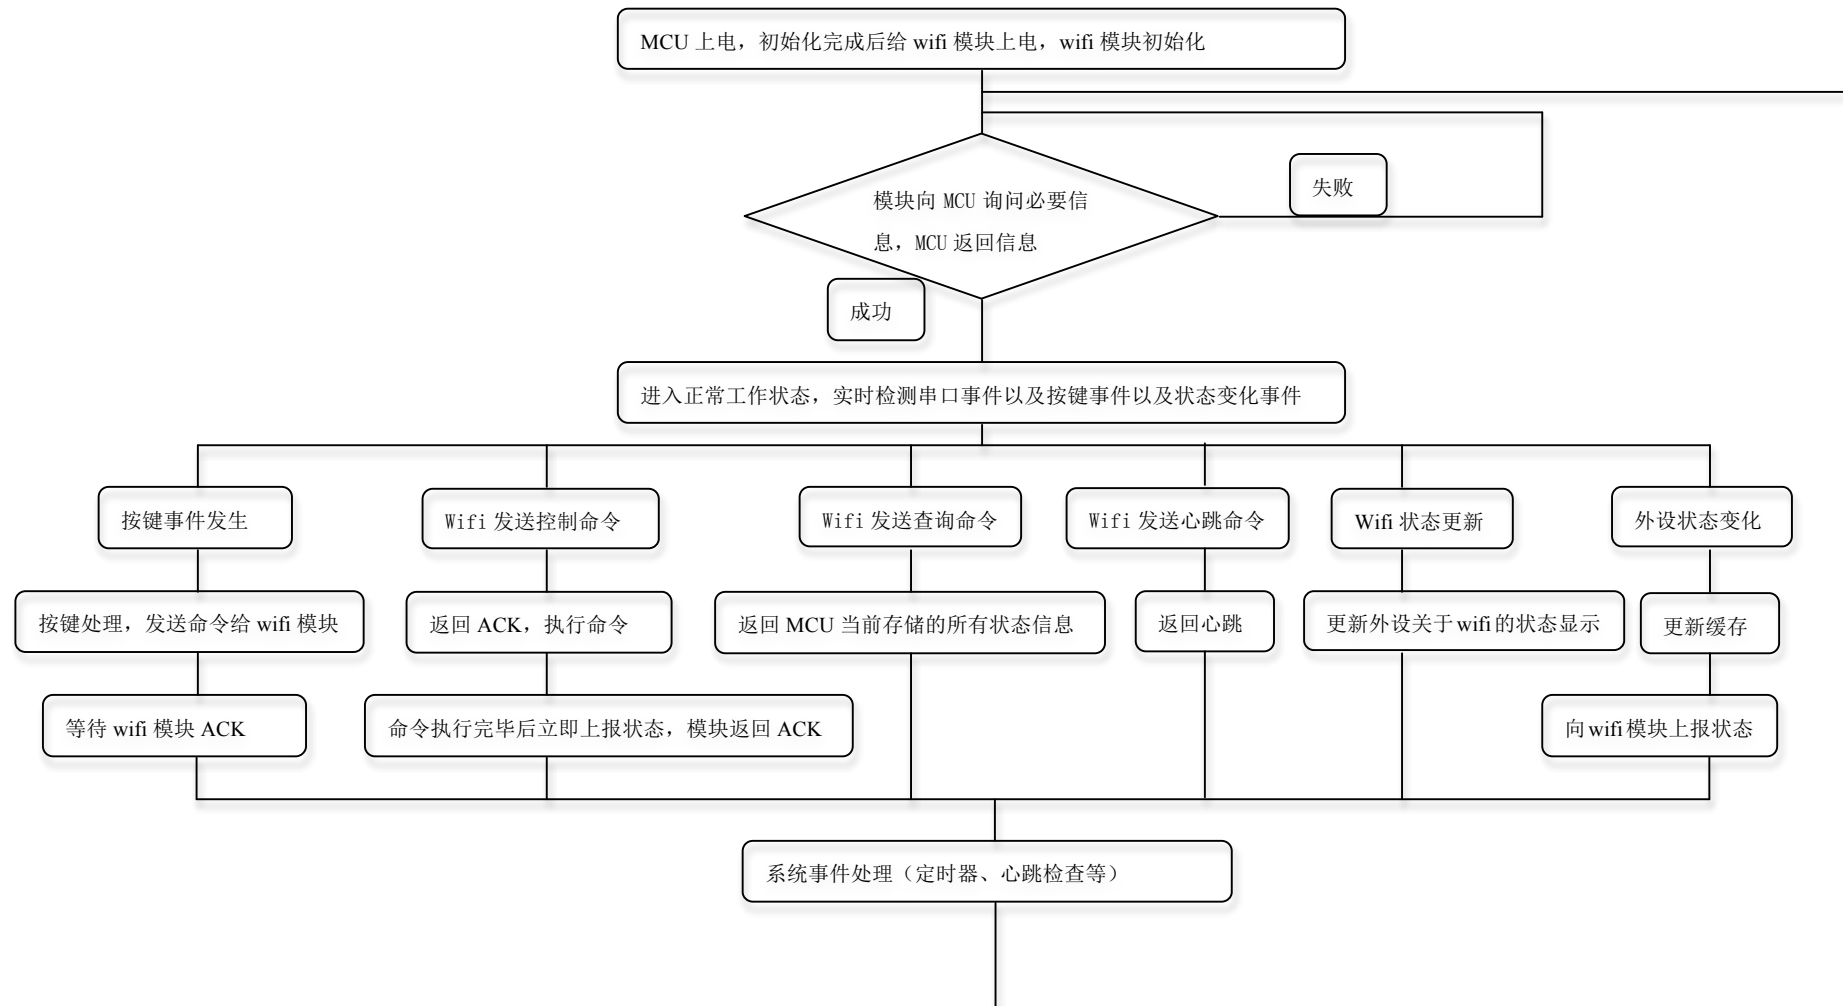 MCU 上电，初始化完成后给 wifi 模块上电，wifi 模块初始化
失败
模块向 MCU 询问必要信
息，MCU 返回信息
成功
进入正常工作状态，实时检测串口事件以及按键事件以及状态变化事件
按键事件发生
Wifi 发送控制命令
Wifi 发送查询命令
Wifi 发送心跳命令
Wifi 状态更新
外设状态变化
按键处理，发送命令给 wifi 模块
返回 ACK，执行命令
返回 MCU 当前存储的所有状态信息
返回心跳
更新外设关于 wifi 的状态显示
更新缓存
等待 wifi 模块 ACK
命令执行完毕后立即上报状态，模块返回 ACK
向 wifi 模块上报状态
系统事件处理（定时器、心跳检查等）